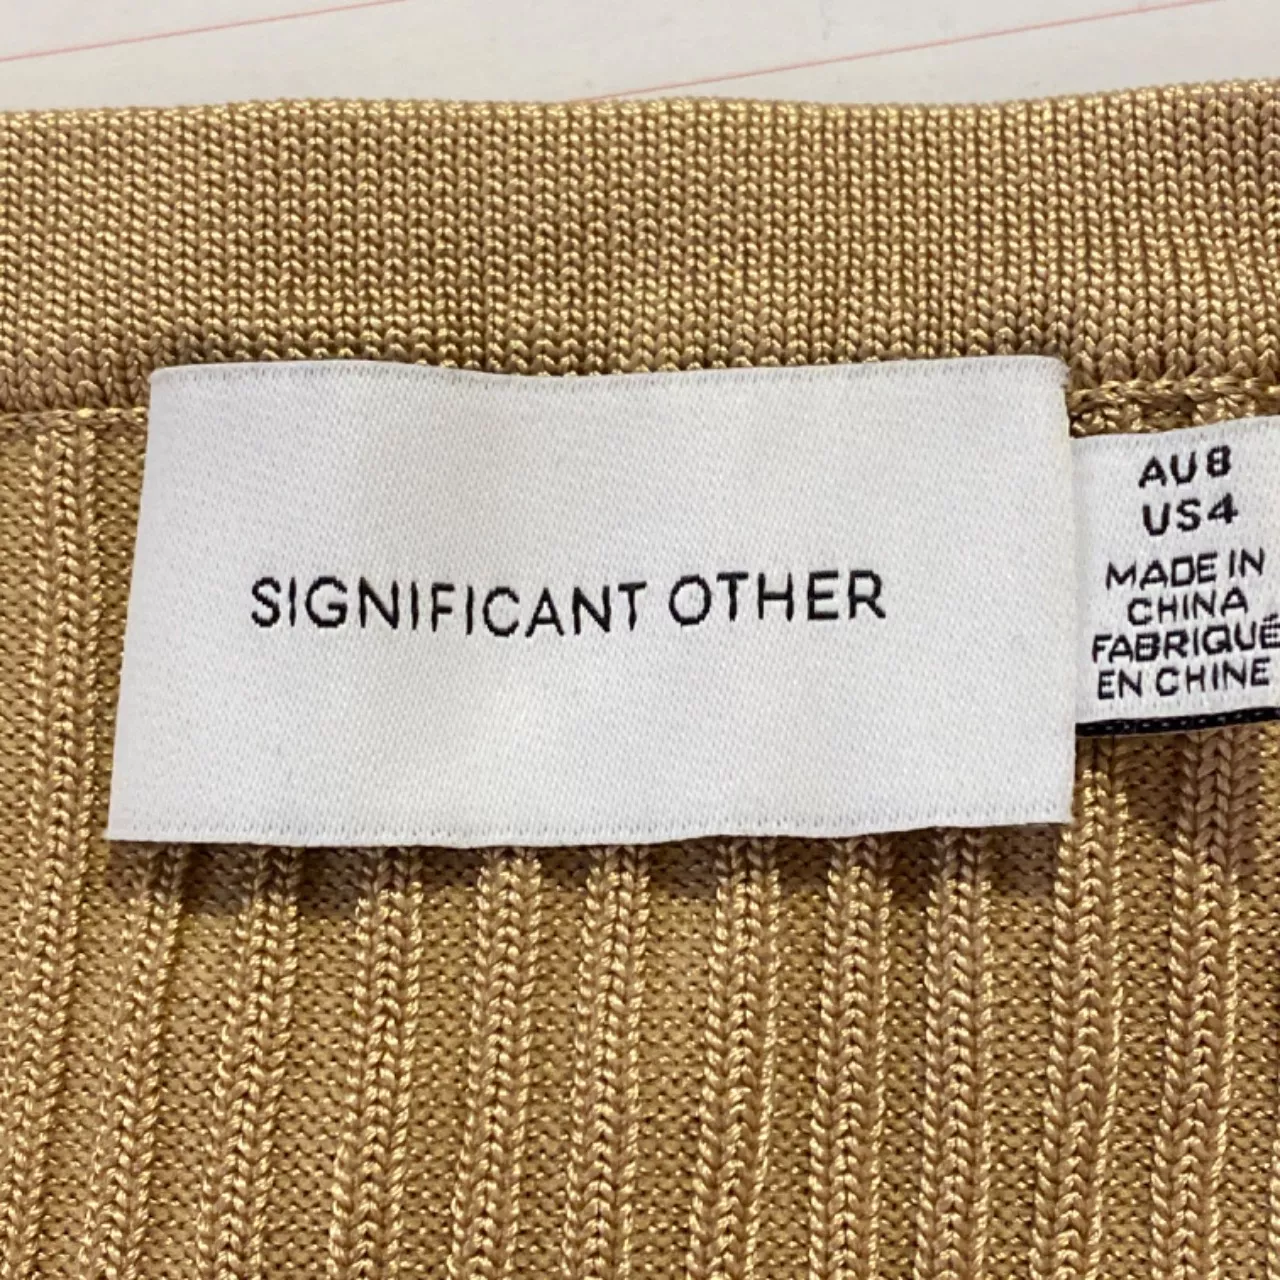 SIGNIFICANT OTHER
AU 8
US 4
MADE IN
CHINA
FABRIQUÉ
EN CHINE